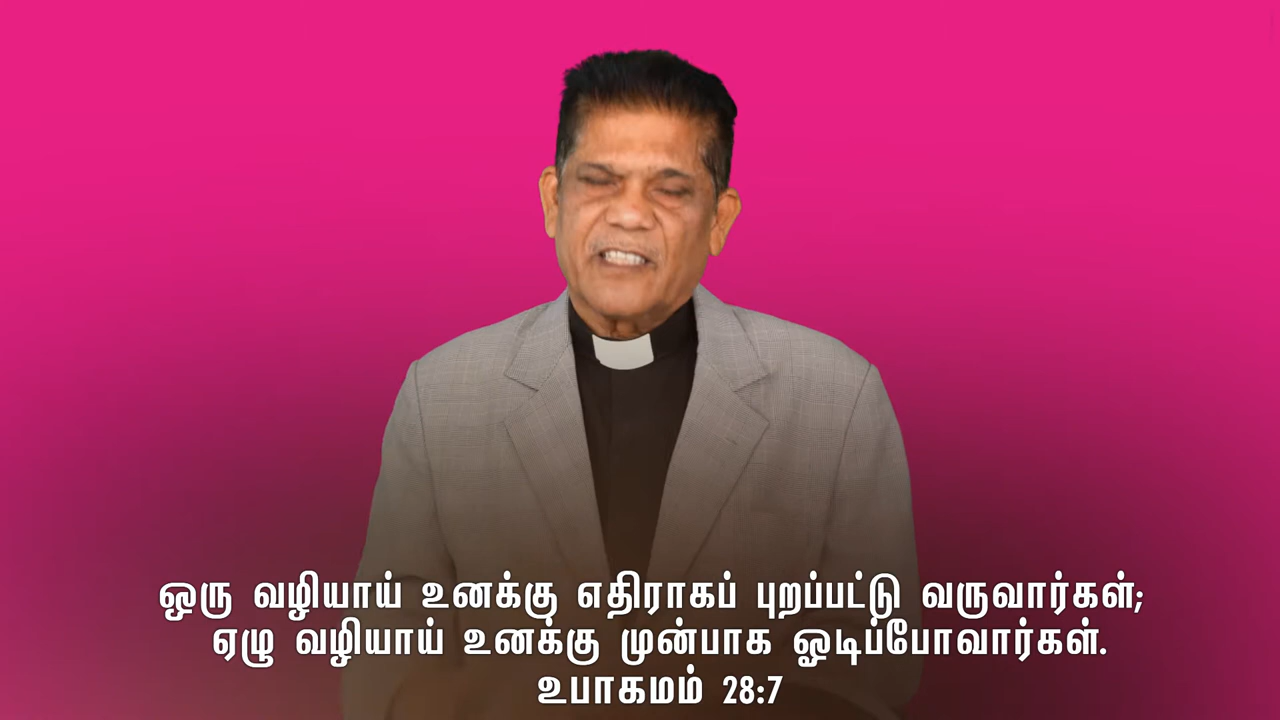 ஒரு வழியாய் உனக்கு எதிராகப் புறப்பட்டு வருவார்கள்;
ஏழு வழியாய் உனக்கு முன்பாக ஓடிப்போவார்கள்.
உபாகமம் 28:7